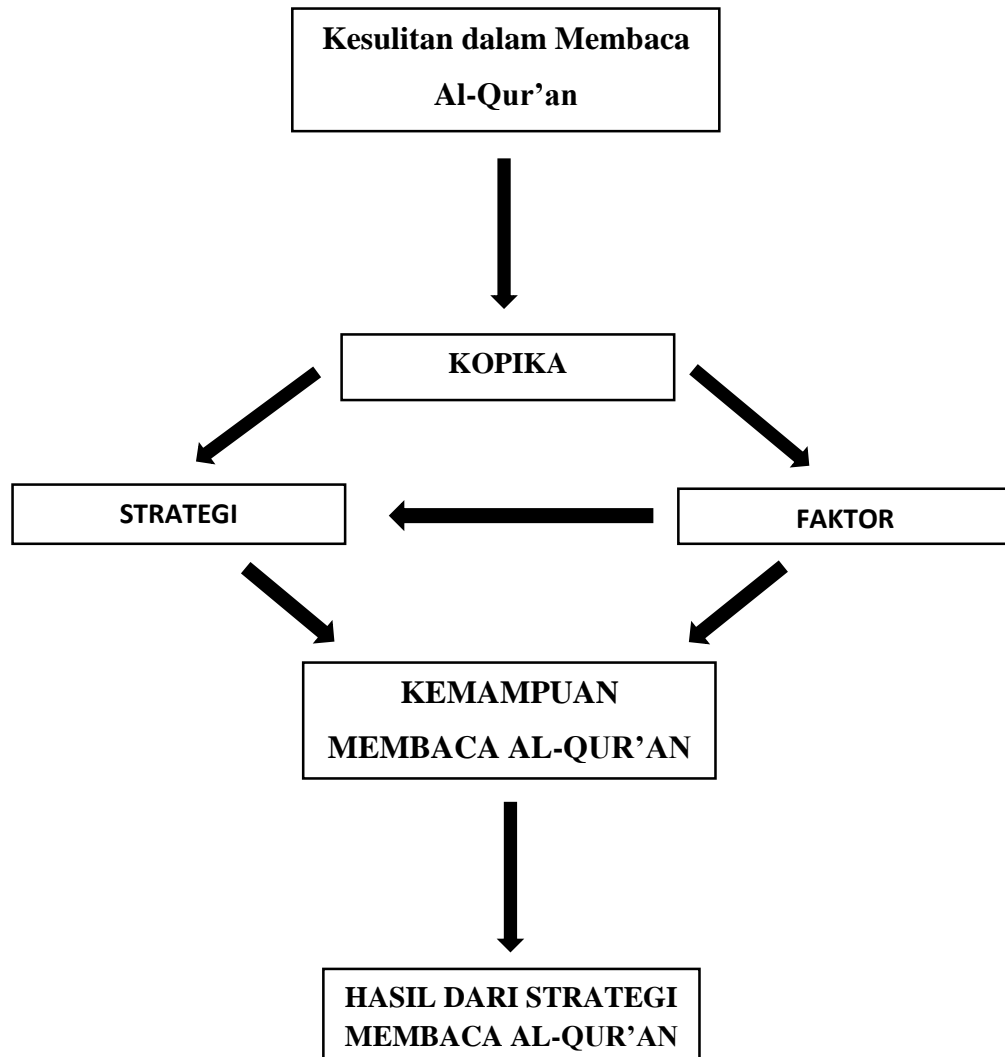 Kesulitan dalam Membaca
Al-Qur’an
KOPIKA
STRATEGI
FAKTOR
KEMAMPUAN
MEMBACA AL-QUR’AN
HASIL DARI STRATEGI
MEMBACA AL-QUR’AN